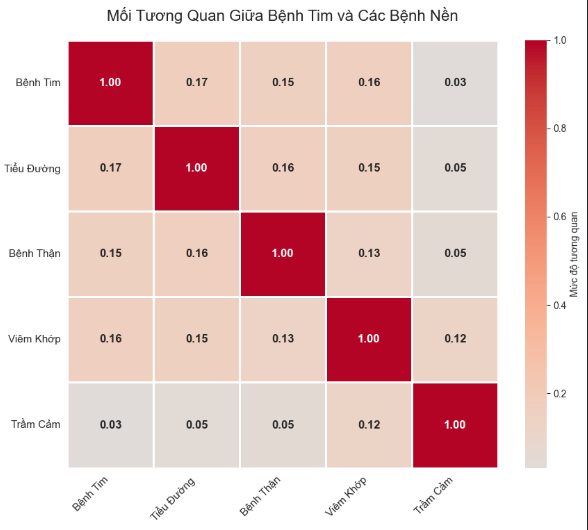 Mối Tương Quan Giữa Bệnh Tim và Các Bệnh Nền
Bệnh Tim 1.00 0.17 0.15 0.16 0.03
Tiểu Đường 0.17 1.00 0.16 0.15 0.05
Bệnh Thận 0.15 0.16 1.00 0.13 0.05
Viêm Khớp 0.16 0.15 0.13 1.00 0.12
Trầm Cảm 0.03 0.05 0.05 0.12 1.00
Bệnh Tim Tiểu Đường Bệnh Thận Viêm Khớp Trầm Cảm
1.0
0.8
0.6
0.4
0.2
Mức độ tương quan